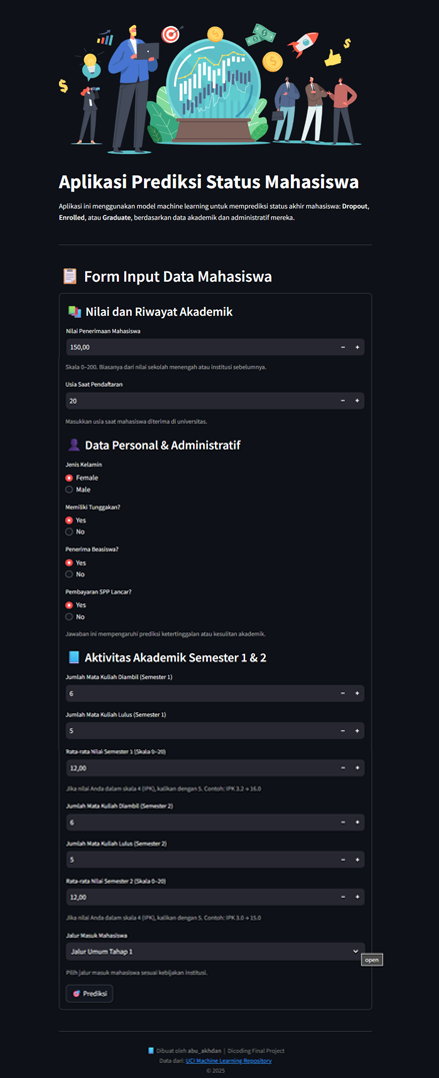 Aplikasi Prediksi Status Mahasiswa
Aplikasi ini menggunakan model machine learning untuk memprediksi status akhir mahasiswa: Dropout,
Enrolled, atau Graduate, berdasarkan data akademik dan administratif mereka.
Form Input Data Mahasiswa
Nilai dan Riwayat Akademik
Nilai Penerimaan Mahasiswa
150,00
Skala 0–200. Biasanya dari nilai sekolah menengah atau institusi sebelumnya.
Usia Saat Pendaftaran
20
Masukkan usia saat mahasiswa diterima di universitas.
Data Personal & Administratif
Jenis Kelamin
Female
Male
Memiliki Tunggakan?
Yes
No
Penerima Beasiswa?
Yes
No
Pembayaran SPP Lancar?
Yes
No
Jawaban ini mempengaruhi prediksi ketertinggalan atau kesulitan akademik.
Aktivitas Akademik Semester 1 & 2
Jumlah Mata Kuliah Diambil (Semester 1)
6
Jumlah Mata Kuliah Lulus (Semester 1)
5
Rata-rata Nilai Semester 1 (Skala 0–20)
12,00
Jika nilai Anda dalam skala 4 (IPK), kalikan dengan 5. Contoh: IPK 3.2 → 16.0
Jumlah Mata Kuliah Diambil (Semester 2)
6
Jumlah Mata Kuliah Lulus (Semester 2)
5
Rata-rata Nilai Semester 2 (Skala 0–20)
12,00
Jika nilai Anda dalam skala 4 (IPK), kalikan dengan 5. Contoh: IPK 3.0 → 15.0
Jalur Masuk Mahasiswa
Jalur Umum Tahap 1
open
Pilih jalur masuk mahasiswa sesuai kebijakan institusi.
Prediksi
Dibuat oleh abu_akhdan | Dicoding Final Project
Data dari: UCI Machine Learning Repository
© 2025